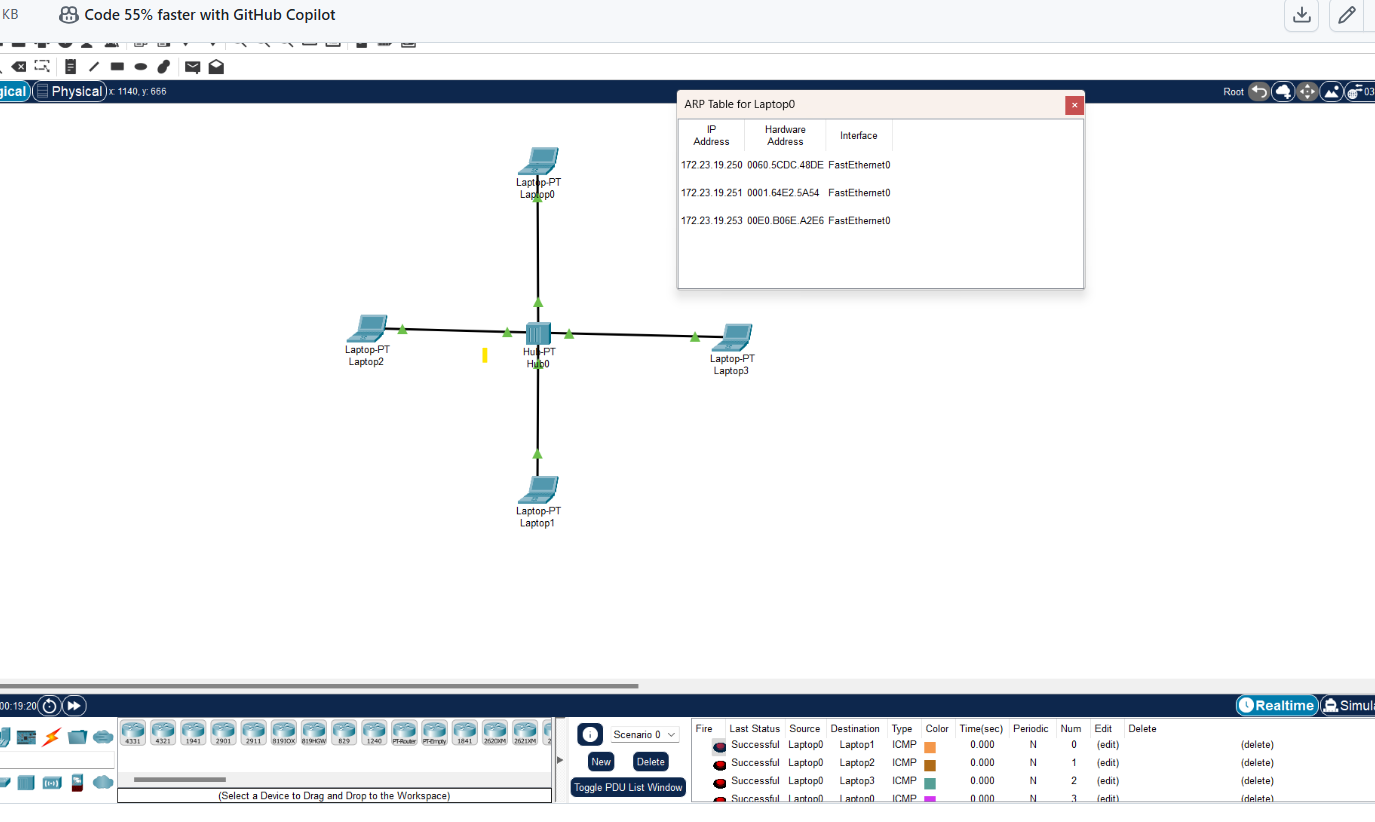 KB Code 55% faster with GitHub Copilot
gical Physical x: 1140, y: 666 Root 03
ARP Table for Laptop0
IP Address Hardware Address Interface
172.23.19.250 0060.5CDC.48DE FastEthernet0
172.23.19.251 0001.64E2.5A54 FastEthernet0
172.23.19.253 00E0.B06E.A2E6 FastEthernet0
Laptop-PT
Laptop0
Laptop-PT
Laptop2
Hub-PT
Hub0
Laptop-PT
Laptop3
Laptop-PT
Laptop1
00:19:20 Realtime Simula
4331 4321 1941 2901 2911 819IOX 819HGW 829 1240 PT-Router PT-Empty 1841 2620XM 2621XM 2
(Select a Device to Drag and Drop to the Workspace)
Scenario 0
New Delete
Toggle PDU List Window
Fire Last Status Source Destination Type Color Time(sec) Periodic Num Edit Delete
Successful Laptop0 Laptop1 ICMP 0.000 N 0 (edit) (delete)
Successful Laptop0 Laptop2 ICMP 0.000 N 1 (edit) (delete)
Successful Laptop0 Laptop3 ICMP 0.000 N 2 (edit) (delete)
Successful Laptop0 Laptop0 ICMP 0.000 N 3 (edit) (delete)